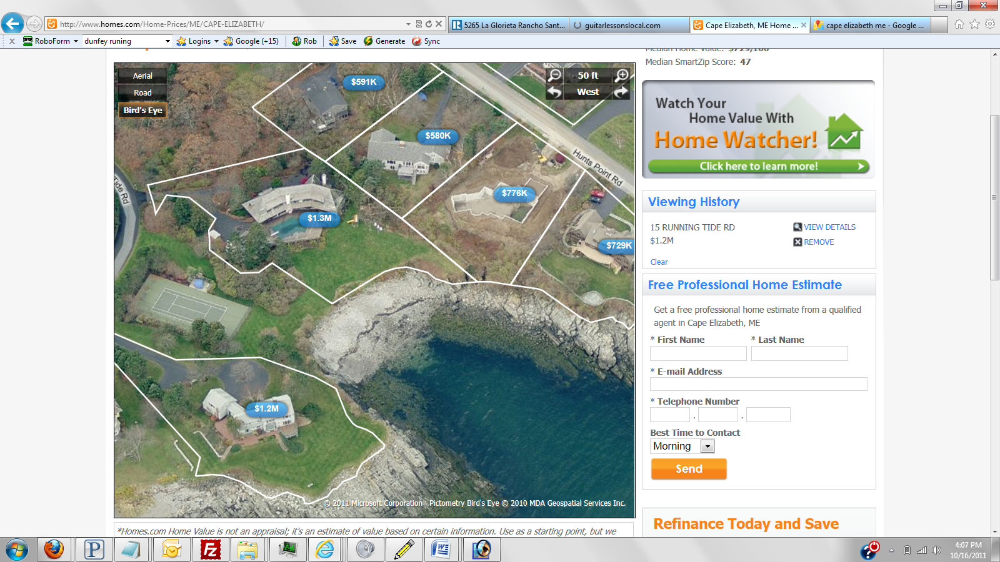 http://www.homes.com/Home-Prices/ME/CAPE-ELIZABETH/
5265 La Glorieta Rancho Sant...
guitarlessonslocal.com
Cape Elizabeth, ME Home ...
cape elizabeth me - Google ...
RoboForm
dunfey runing
Logins
Google (+15)
Rob
Save
Generate
Sync
Median Home Value: $729,100
Median SmartZip Score: 47
Aerial
Road
Bird's Eye
50 ft
West
$591K
$580K
$776K
$1.3M
$729K
$1.2M
Hunts Point Rd
Tide Rd
© 2011 Microsoft Corporation Pictometry Bird's Eye © 2010 MDA Geospatial Services Inc.
*Homes.com Home Value is not an appraisal; it's an estimate of value based on certain information. Use as a starting point, but we
Watch Your
Home Value With
Home Watcher!
Click here to learn more!
Viewing History
15 RUNNING TIDE RD
VIEW DETAILS
$1.2M
REMOVE
Clear
Free Professional Home Estimate
Get a free professional home estimate from a qualified
agent in Cape Elizabeth, ME
* First Name
* Last Name
* E-mail Address
* Telephone Number
Best Time to Contact
Morning
Send
Refinance Today and Save
4:07 PM
10/16/2011